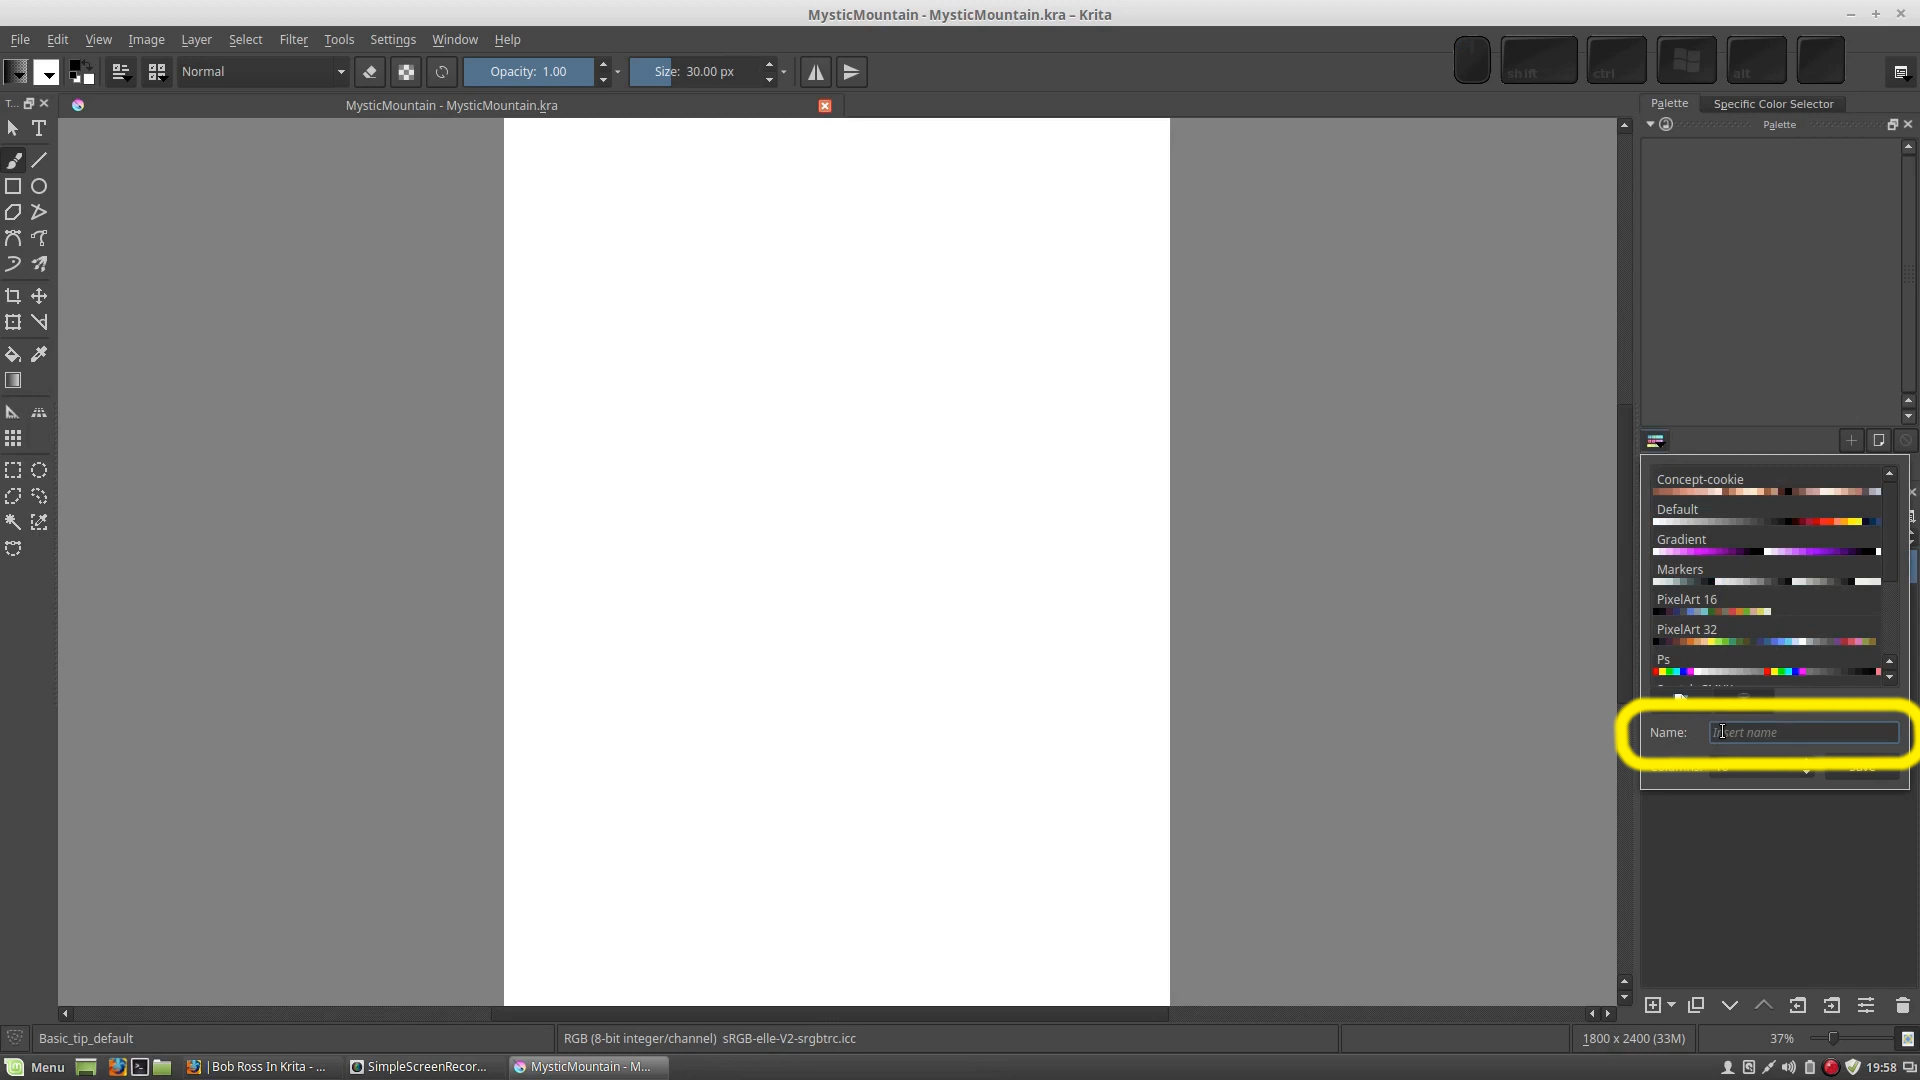 MysticMountain - MysticMountain.kra – Krita
File Edit View Image Layer Select Filter Tools Settings Window Help
Normal Opacity: 1.00 Size: 30.00 px
shift ctrl alt
T... MysticMountain - MysticMountain.kra
Palette Specific Color Selector
Palette
Concept-cookie
Default
Gradient
Markers
PixelArt 16
PixelArt 32
Ps
Name: Insert name
Basic_tip_default RGB (8-bit integer/channel) sRGB-elle-V2-srgbtrc.icc 1800 x 2400 (33M) 37%
Menu | Bob Ross In Krita - ... SimpleScreenRecor... MysticMountain - M... 19:58